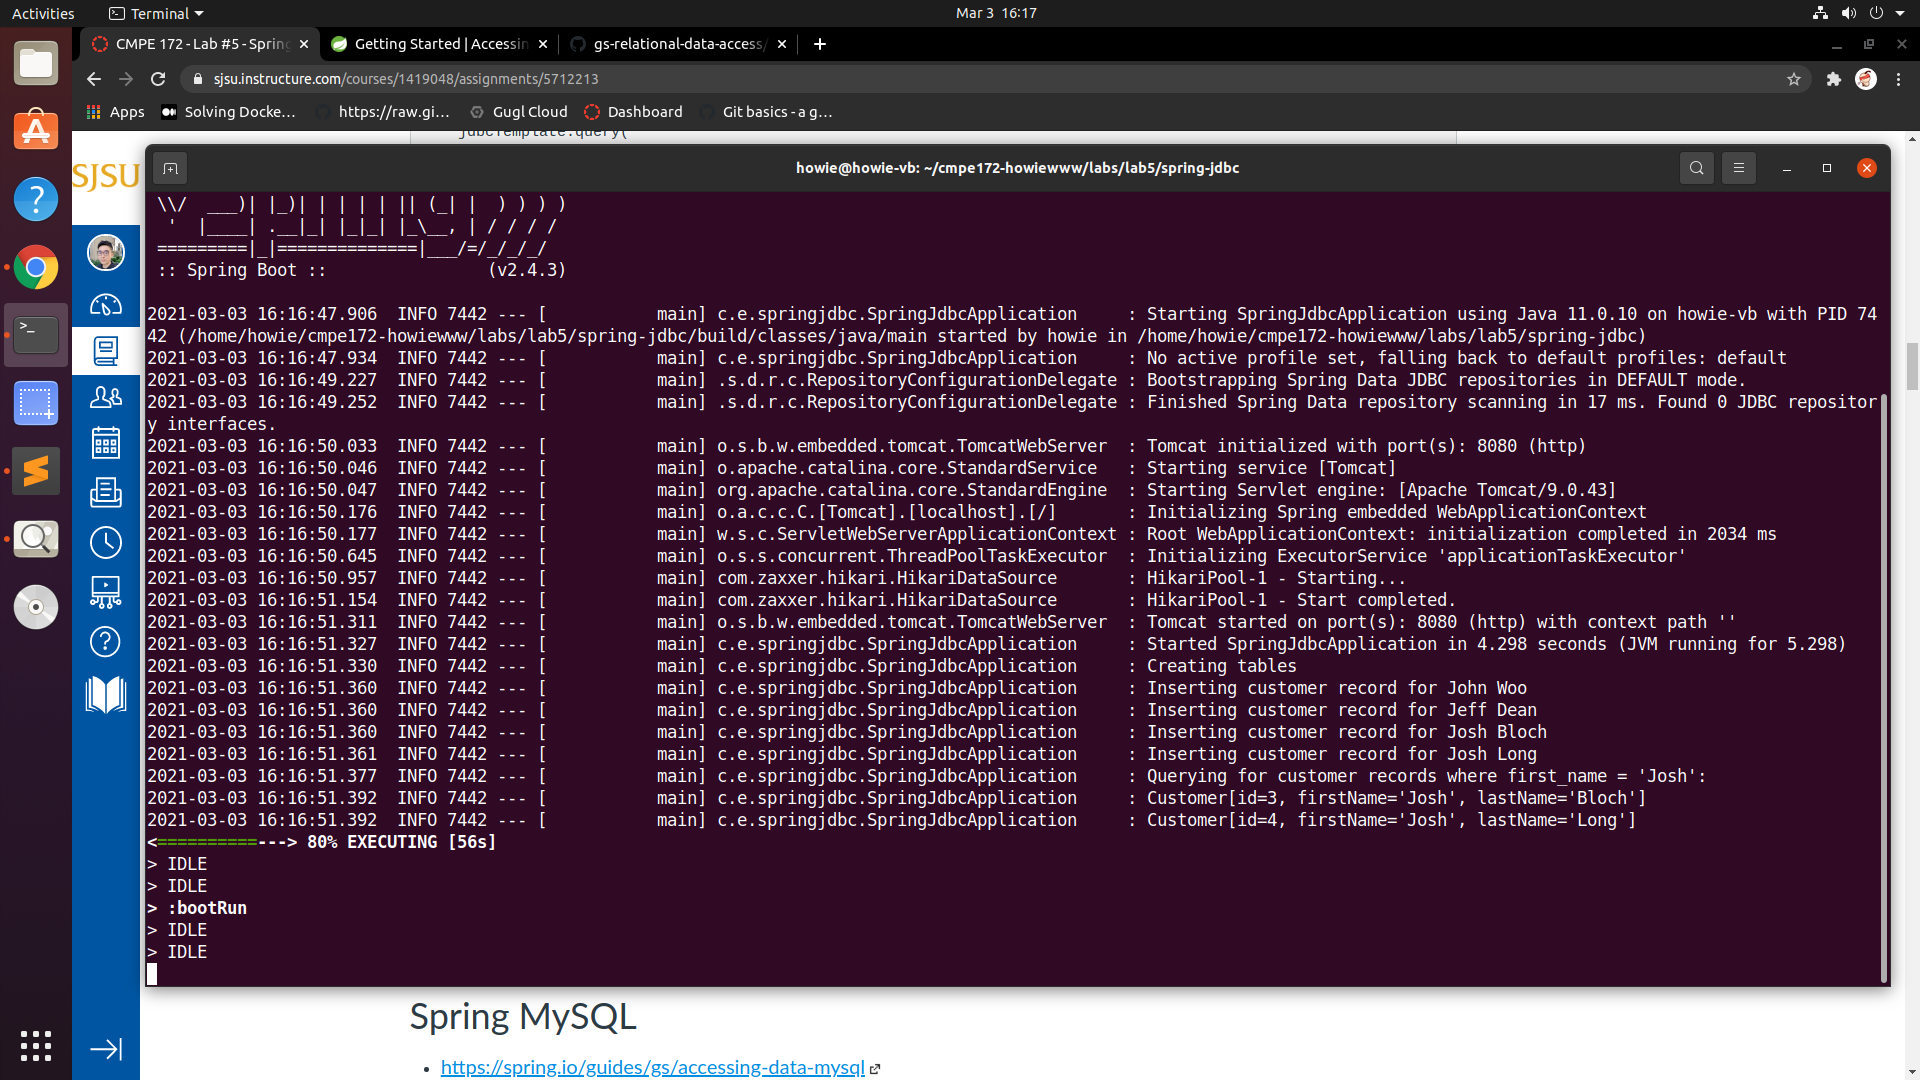 Activities
Terminal
Mar 3 16:17
CMPE 172 - Lab #5 - Spring
Getting Started | Accessin
gs-relational-data-access/
sjsu.instructure.com/courses/1419048/assignments/5712213
Apps
Solving Docke...
https://raw.gi...
Gugl Cloud
Dashboard
Git basics - a g...
jdbcTemplate.query(
SJSU
howie@howie-vb: ~/cmpe172-howiewww/labs/lab5/spring-jdbc
 \\/  ___)| |_)| | | | | || (_| |  ) ) ) )
  '  |____| .__|_| |_|_| |_\__, | / / / /
 =========|_|==============|___/=/_/_/_/
 :: Spring Boot ::                (v2.4.3)
2021-03-03 16:16:47.906  INFO 7442 --- [           main] c.e.springjdbc.SpringJdbcApplication     : Starting SpringJdbcApplication using Java 11.0.10 on howie-vb with PID 74
42 (/home/howie/cmpe172-howiewww/labs/lab5/spring-jdbc/build/classes/java/main started by howie in /home/howie/cmpe172-howiewww/labs/lab5/spring-jdbc)
2021-03-03 16:16:47.934  INFO 7442 --- [           main] c.e.springjdbc.SpringJdbcApplication     : No active profile set, falling back to default profiles: default
2021-03-03 16:16:49.227  INFO 7442 --- [           main] .s.d.r.c.RepositoryConfigurationDelegate : Bootstrapping Spring Data JDBC repositories in DEFAULT mode.
2021-03-03 16:16:49.252  INFO 7442 --- [           main] .s.d.r.c.RepositoryConfigurationDelegate : Finished Spring Data repository scanning in 17 ms. Found 0 JDBC repositor
y interfaces.
2021-03-03 16:16:50.033  INFO 7442 --- [           main] o.s.b.w.embedded.tomcat.TomcatWebServer  : Tomcat initialized with port(s): 8080 (http)
2021-03-03 16:16:50.046  INFO 7442 --- [           main] o.apache.catalina.core.StandardService   : Starting service [Tomcat]
2021-03-03 16:16:50.047  INFO 7442 --- [           main] org.apache.catalina.core.StandardEngine  : Starting Servlet engine: [Apache Tomcat/9.0.43]
2021-03-03 16:16:50.176  INFO 7442 --- [           main] o.a.c.c.C.[Tomcat].[localhost].[/]       : Initializing Spring embedded WebApplicationContext
2021-03-03 16:16:50.177  INFO 7442 --- [           main] w.s.c.ServletWebServerApplicationContext : Root WebApplicationContext: initialization completed in 2034 ms
2021-03-03 16:16:50.645  INFO 7442 --- [           main] o.s.s.concurrent.ThreadPoolTaskExecutor  : Initializing ExecutorService 'applicationTaskExecutor'
2021-03-03 16:16:50.957  INFO 7442 --- [           main] com.zaxxer.hikari.HikariDataSource       : HikariPool-1 - Starting...
2021-03-03 16:16:51.154  INFO 7442 --- [           main] com.zaxxer.hikari.HikariDataSource       : HikariPool-1 - Start completed.
2021-03-03 16:16:51.311  INFO 7442 --- [           main] o.s.b.w.embedded.tomcat.TomcatWebServer  : Tomcat started on port(s): 8080 (http) with context path ''
2021-03-03 16:16:51.327  INFO 7442 --- [           main] c.e.springjdbc.SpringJdbcApplication     : Started SpringJdbcApplication in 4.298 seconds (JVM running for 5.298)
2021-03-03 16:16:51.330  INFO 7442 --- [           main] c.e.springjdbc.SpringJdbcApplication     : Creating tables
2021-03-03 16:16:51.360  INFO 7442 --- [           main] c.e.springjdbc.SpringJdbcApplication     : Inserting customer record for John Woo
2021-03-03 16:16:51.360  INFO 7442 --- [           main] c.e.springjdbc.SpringJdbcApplication     : Inserting customer record for Jeff Dean
2021-03-03 16:16:51.360  INFO 7442 --- [           main] c.e.springjdbc.SpringJdbcApplication     : Inserting customer record for Josh Bloch
2021-03-03 16:16:51.361  INFO 7442 --- [           main] c.e.springjdbc.SpringJdbcApplication     : Inserting customer record for Josh Long
2021-03-03 16:16:51.377  INFO 7442 --- [           main] c.e.springjdbc.SpringJdbcApplication     : Querying for customer records where first_name = 'Josh':
2021-03-03 16:16:51.392  INFO 7442 --- [           main] c.e.springjdbc.SpringJdbcApplication     : Customer[id=3, firstName='Josh', lastName='Bloch']
2021-03-03 16:16:51.392  INFO 7442 --- [           main] c.e.springjdbc.SpringJdbcApplication     : Customer[id=4, firstName='Josh', lastName='Long']
<==========---> 80% EXECUTING [56s]
> IDLE
> IDLE
> :bootRun
> IDLE
> IDLE
Spring MySQL
• https://spring.io/guides/gs/accessing-data-mysql